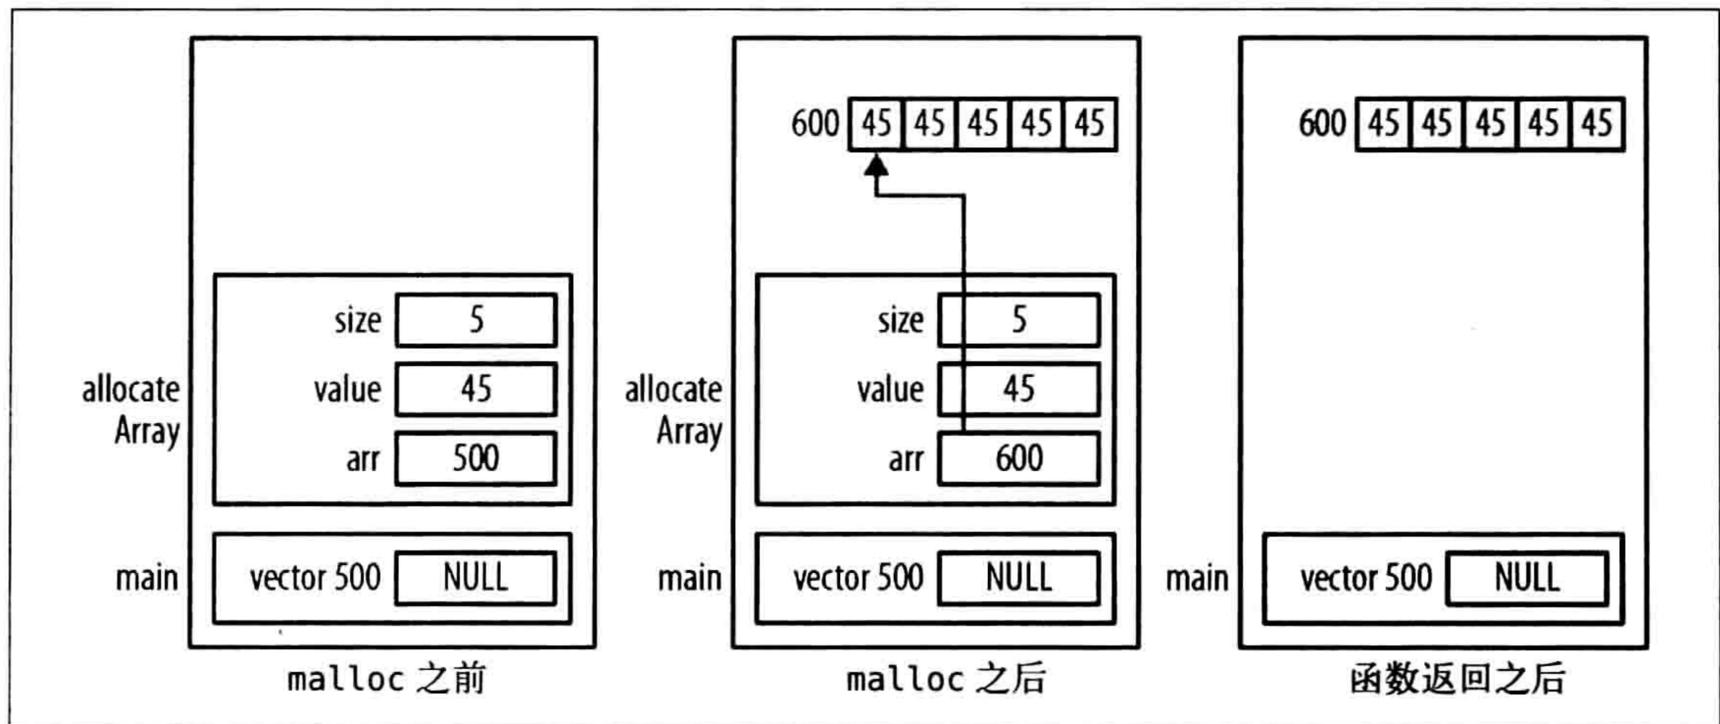 600 45 45 45 45 45
600 45 45 45 45 45
size 5
value 45
allocate
Array
arr 500
main vector 500 NULL
malloc 之前
size 5
value 45
allocate
Array
arr 600
main vector 500 NULL
malloc 之后
main vector 500 NULL
函数返回之后